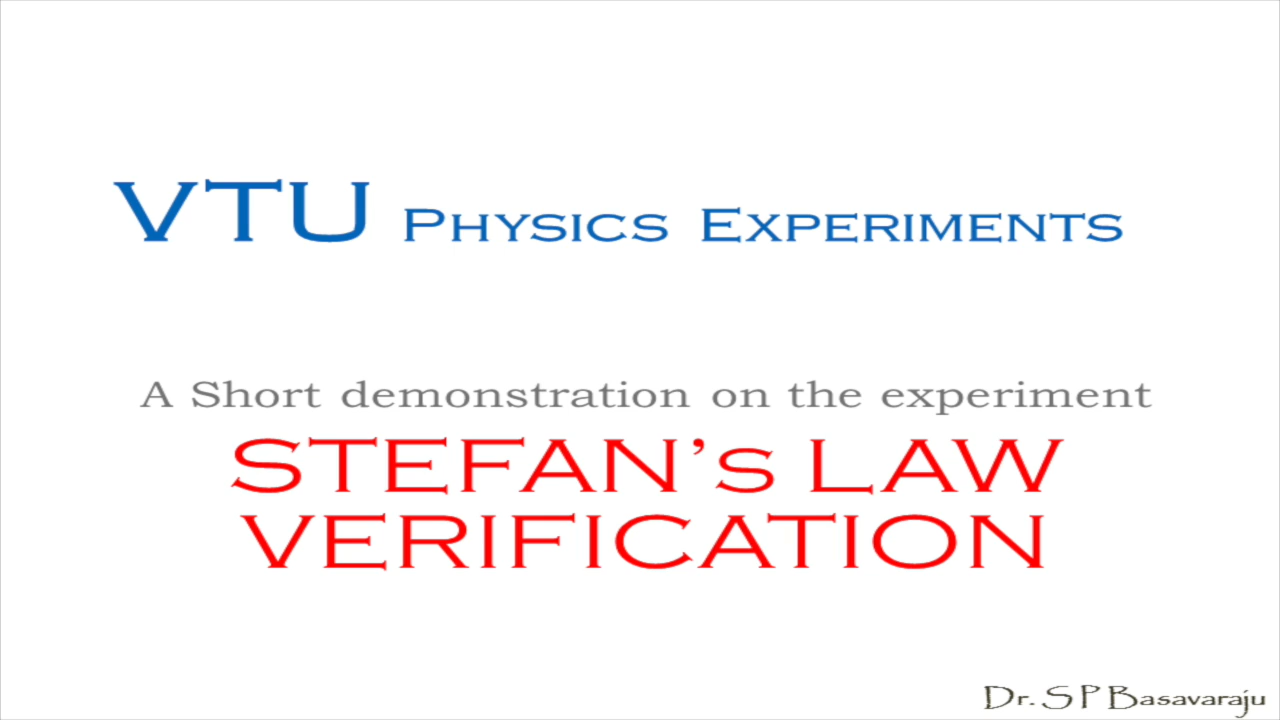 VTU PHYSICS EXPERIMENTS
A Short demonstration on the experiment
STEFAN's LAW
VERIFICATION
Dr. S P Basavaraju